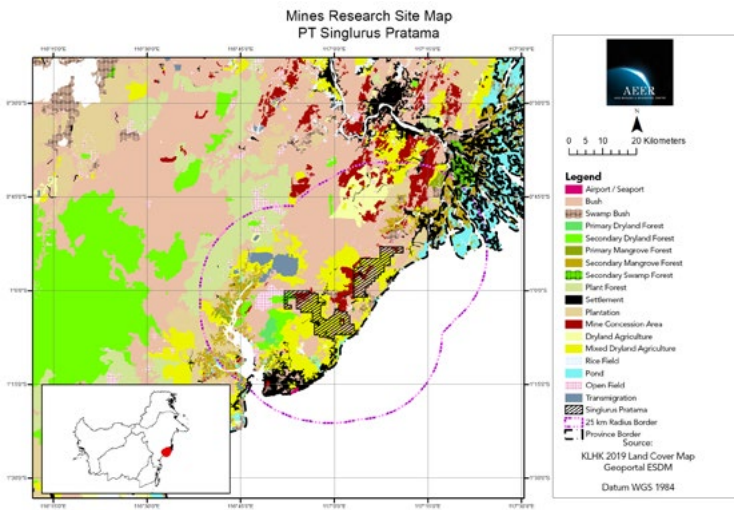 Mines Research Site Map
PT Singlurus Pratama
AEER
N
0 5 10 20 Kilometers
Legend
Airport / Seaport
Bush
Swamp Bush
Primary Dryland Forest
Secondary Dryland Forest
Primary Mangrove Forest
Secondary Mangrove Forest
Secondary Swamp Forest
Plant Forest
Settlement
Plantation
Mine Concession Area
Dryland Agriculture
Mixed Dryland Agriculture
Rice Field
Pond
Open Field
Transmigration
Singlurus Pratama
25 km Radius Border
Province Border
Source:
KLHK 2019 Land Cover Map
Geoportal ESDM
Datum WGS 1984